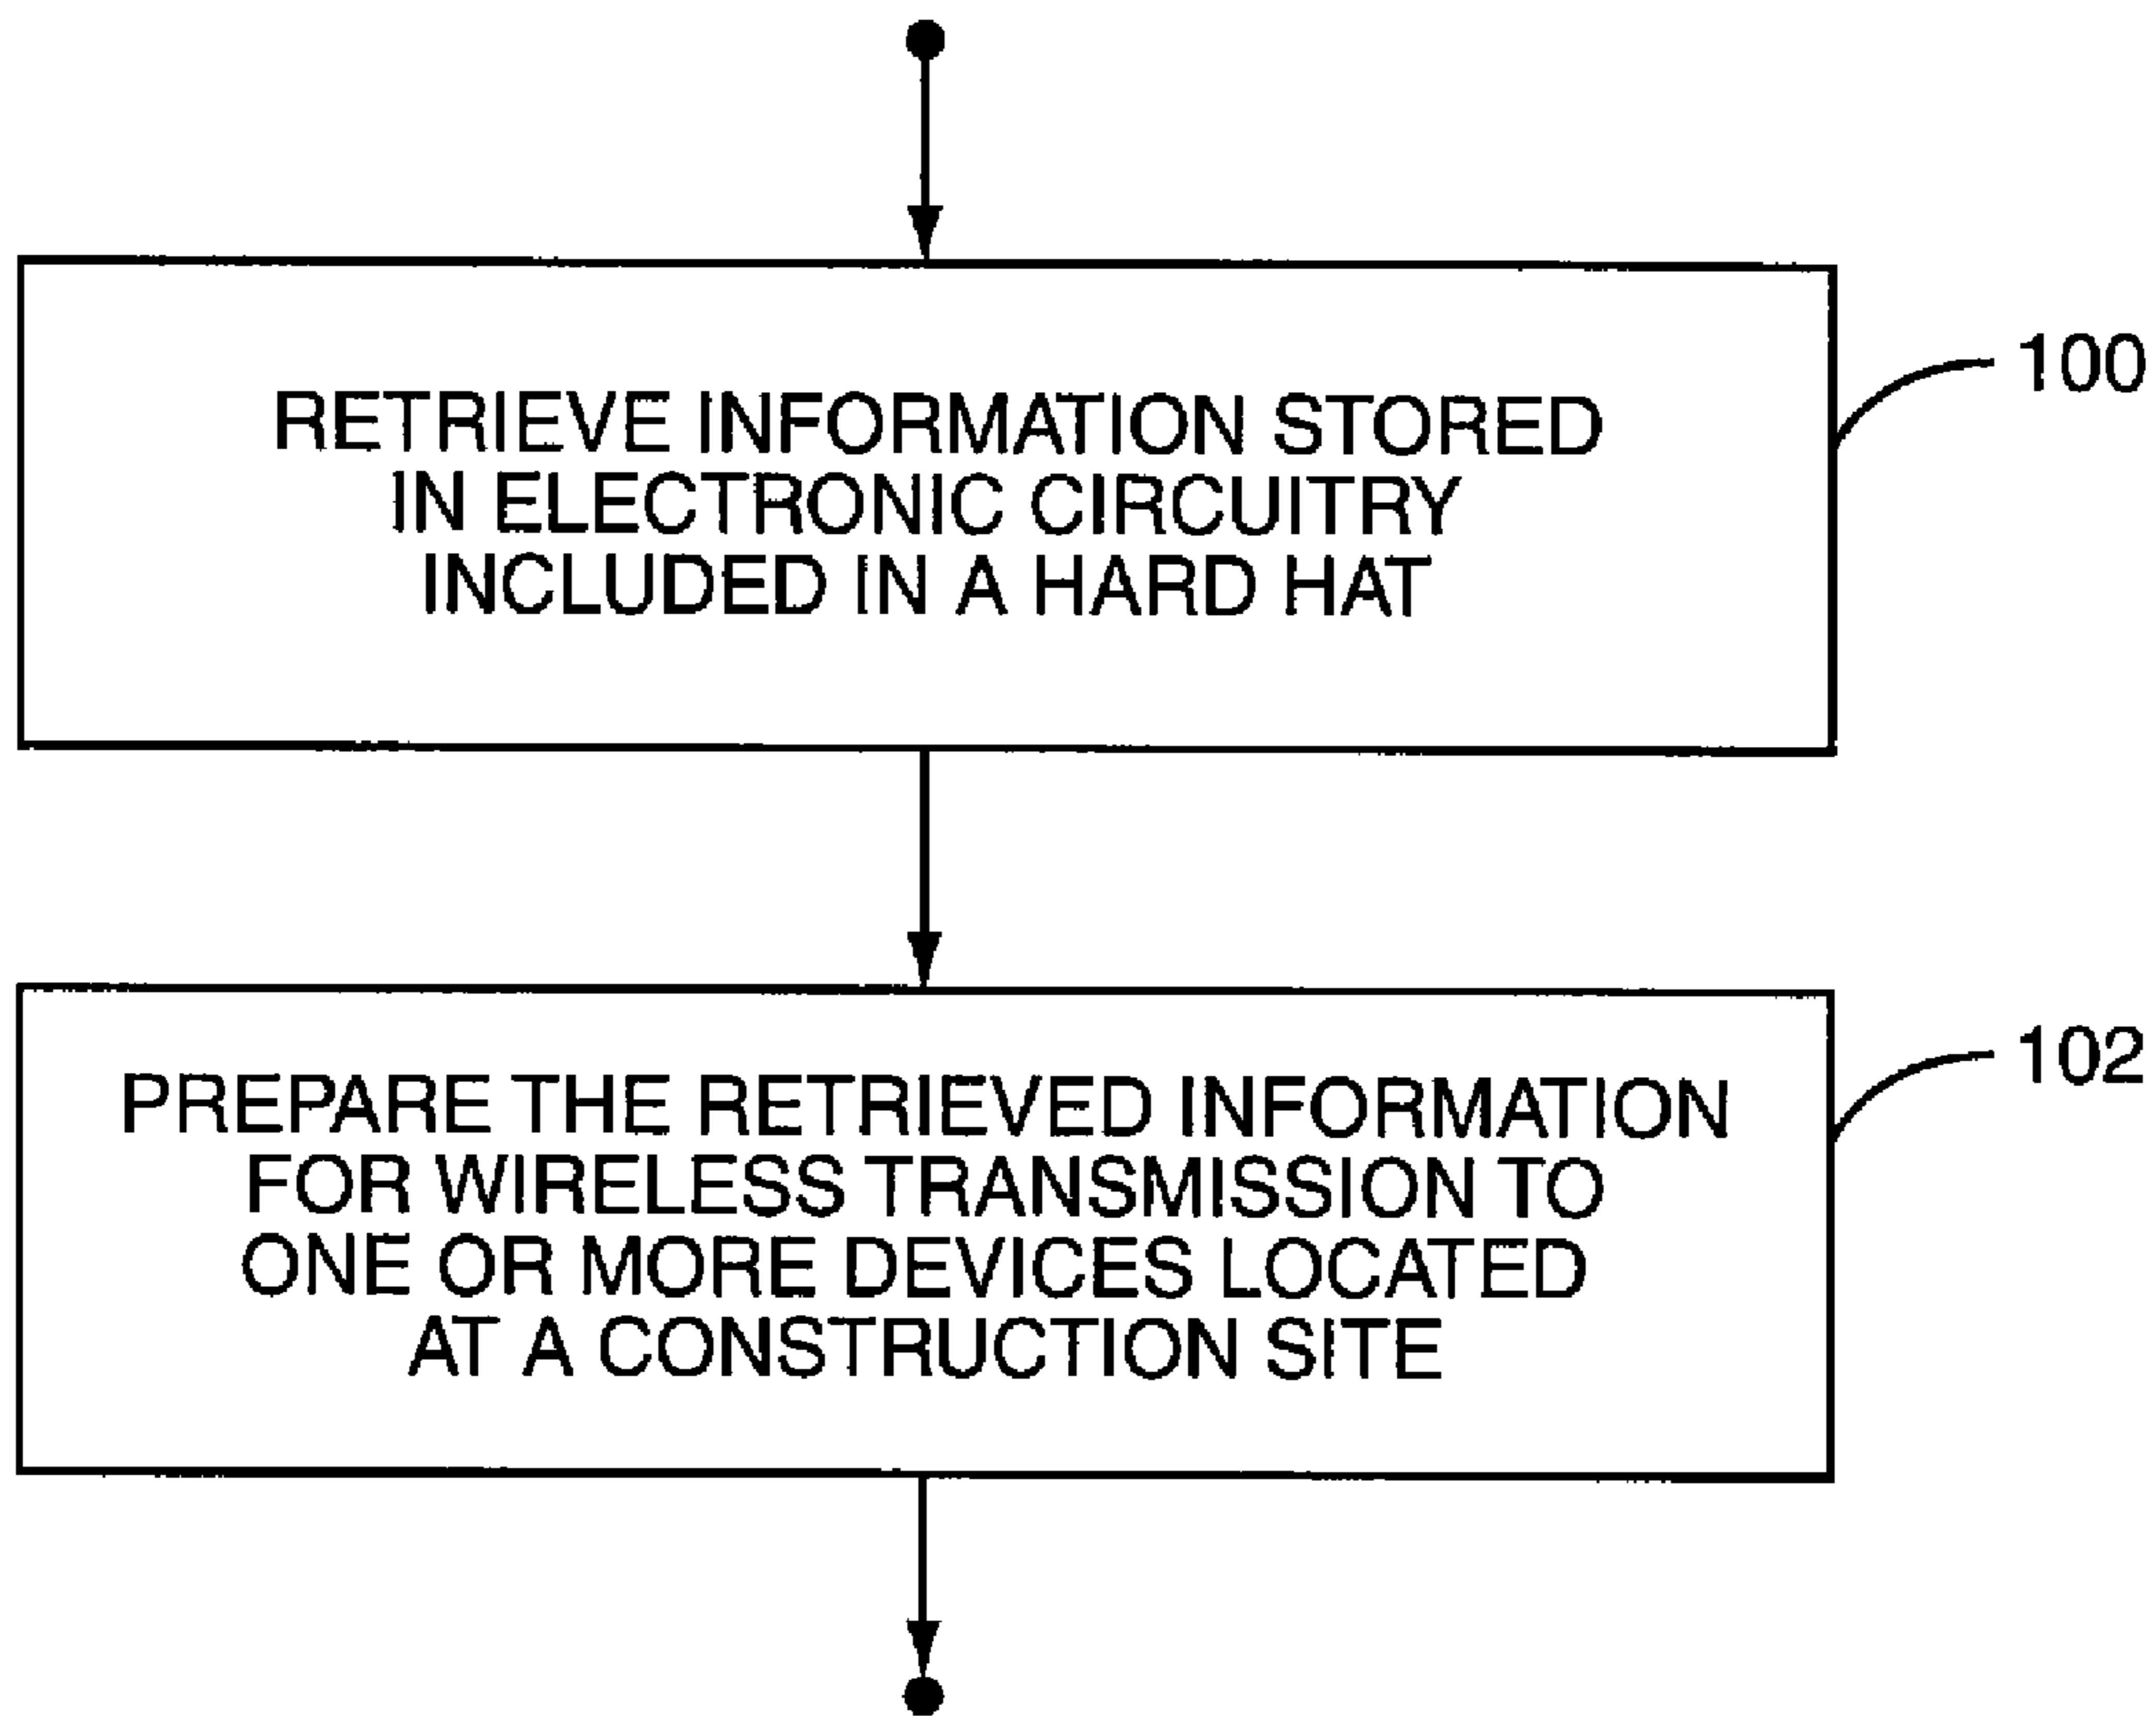 RETRIEVE INFORMATION STORED
IN ELECTRONIC CIRCUITRY
INCLUDED IN A HARD HAT
100
PREPARE THE RETRIEVED INFORMATION
FOR WIRELESS TRANSMISSION TO
ONE OR MORE DEVICES LOCATED
AT A CONSTRUCTION SITE
102